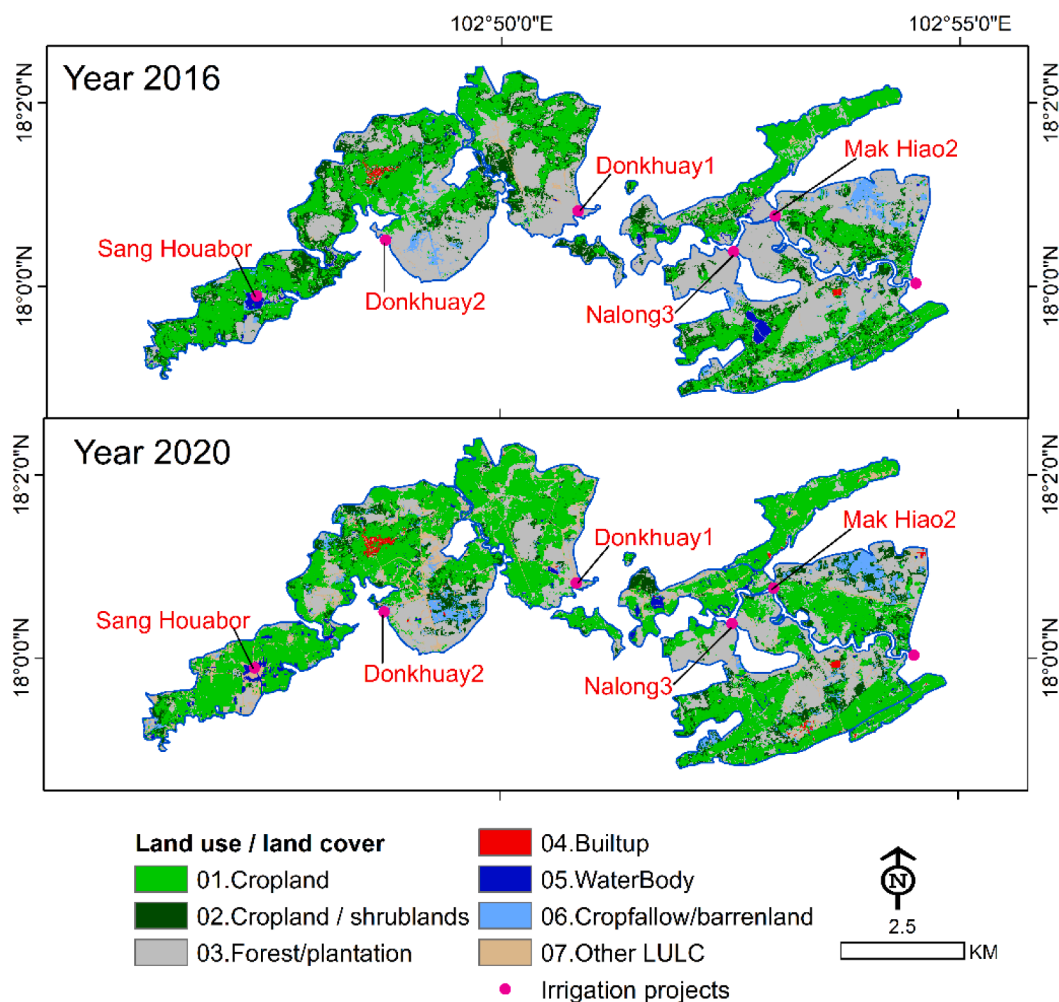 102°50'0"E
102°55'0"E
Year 2016
18°2'0"N
18°2'0"N
Donkhuay1
Mak Hiao2
Sang Houabor
Donkhuay2
Nalong3
18°0'0"N
18°0'0"N
Year 2020
18°2'0"N
18°2'0"N
Donkhuay1
Mak Hiao2
Sang Houabor
Donkhuay2
Nalong3
18°0'0"N
18°0'0"N
Land use / land cover
01.Cropland
02.Cropland / shrublands
03.Forest/plantation
04.Builtup
05.WaterBody
06.Cropfallow/barrenland
07.Other LULC
Irrigation projects
N
2.5
KM